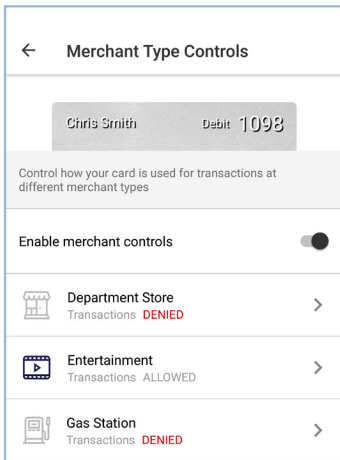 Merchant Type Controls
Chris Smith Debit 1098
Control how your card is used for transactions at
different merchant types
Enable merchant controls
Department Store
Transactions DENIED
Entertainment
Transactions ALLOWED
Gas Station
Transactions DENIED